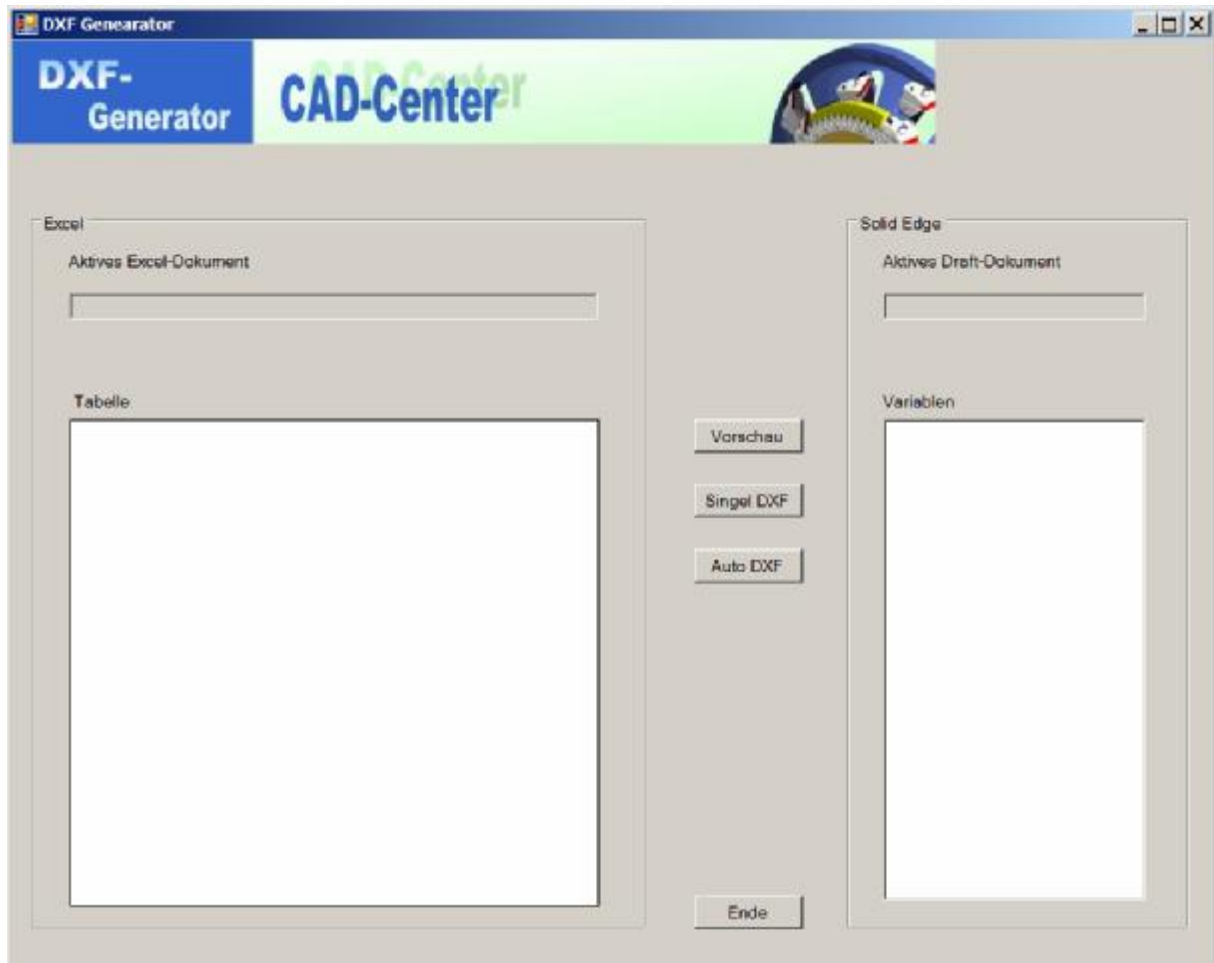 DXF Genearator
DXF-
Generator
CAD-Center
Excel
Aktives Excel-Dokument
Tabelle
Vorschau
Singel DXF
Auto DXF
Ende
Solid Edge
Aktives Draft-Dokument
Variablen